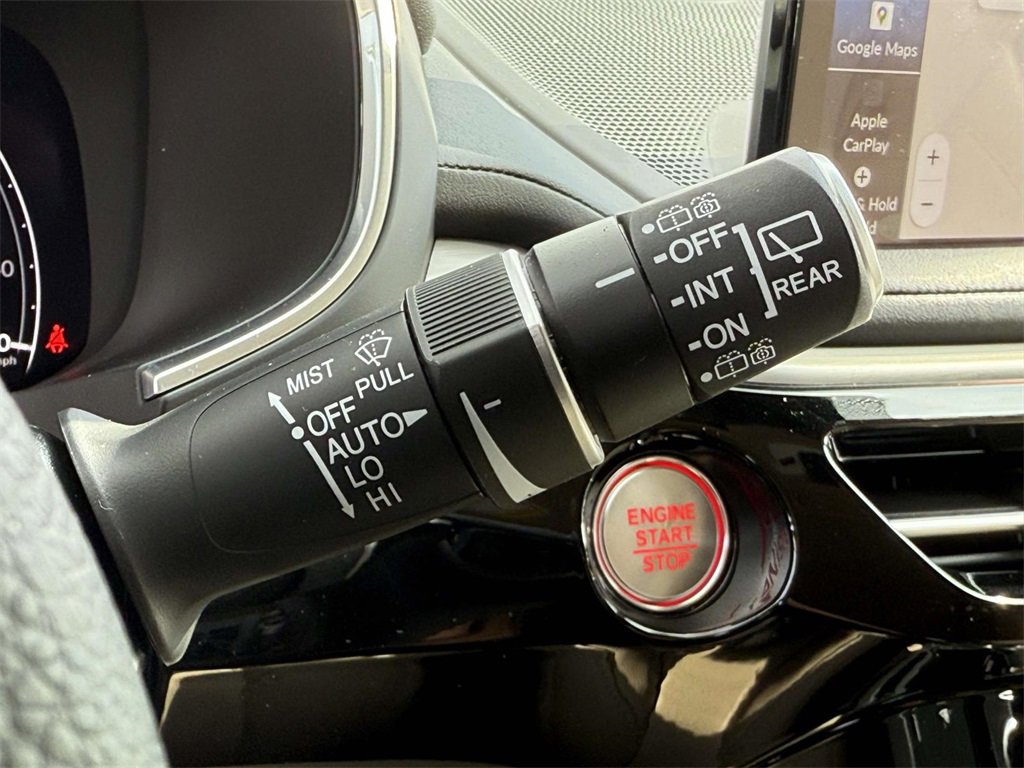 Google Maps
Apple
CarPlay
& Hold
MIST
PULL
OFF
AUTO
LO
HI
OFF
INT
ON
REAR
ENGINE
START
STOP